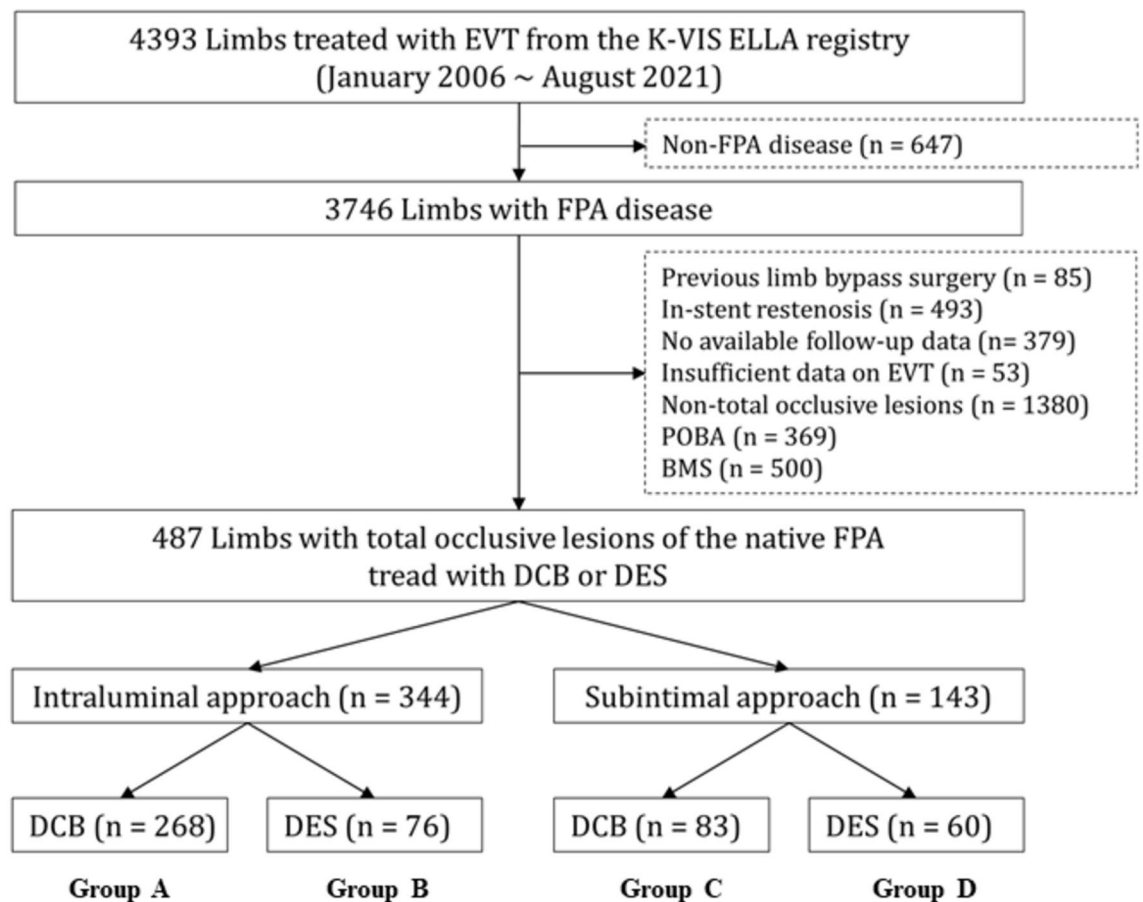 4393 Limbs treated with EVT from the K-VIS ELLA registry
(January 2006 ~ August 2021)
Non-FPA disease (n = 647)
3746 Limbs with FPA disease
Previous limb bypass surgery (n = 85)
In-stent restenosis (n = 493)
No available follow-up data (n= 379)
Insufficient data on EVT (n = 53)
Non-total occlusive lesions (n = 1380)
POBA (n = 369)
BMS (n = 500)
487 Limbs with total occlusive lesions of the native FPA
tread with DCB or DES
Intraluminal approach (n = 344)
Subintimal approach (n = 143)
DCB (n = 268)
DES (n = 76)
DCB (n = 83)
DES (n = 60)
Group A
Group B
Group C
Group D